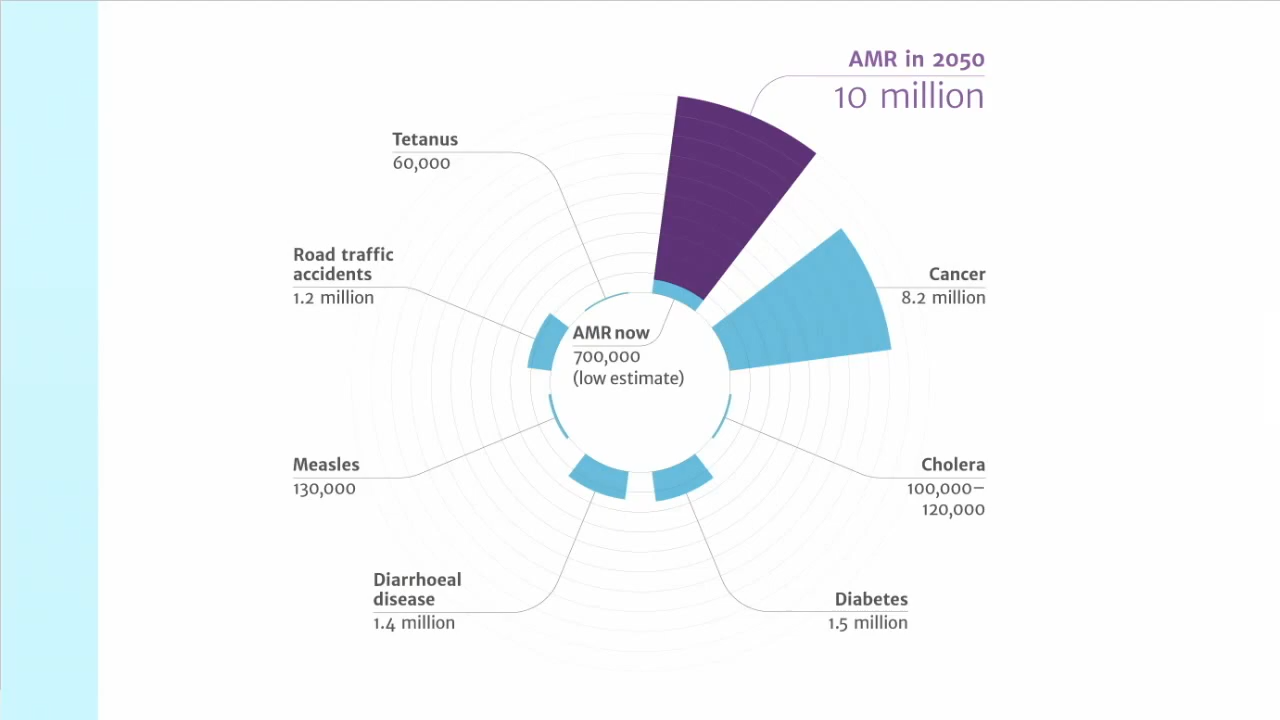 AMR in 2050
10 million
Tetanus
60,000
Road traffic
accidents
1.2 million
Cancer
8.2 million
AMR now
700,000
(low estimate)
Measles
130,000
Cholera
100,000–
120,000
Diarrhoeal
disease
1.4 million
Diabetes
1.5 million